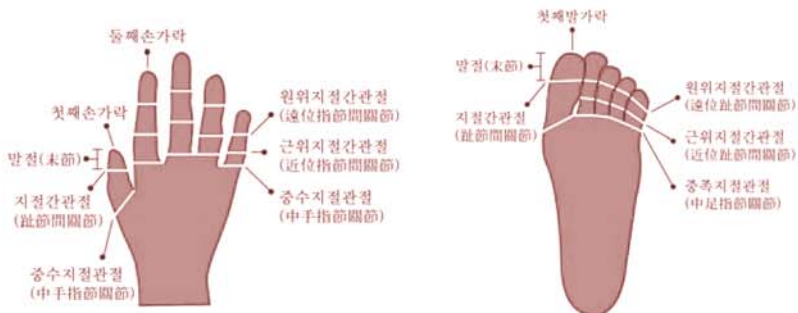 둘째손가락
첫째손가락
말절(末節)
지절간관절
(趾節間關節)
중수지절관절
(中手指節關節)
원위지절간관절
(遠位指節間關節)
근위지절간관절
(近位指節間關節)
중수지절관절
(中手指節關節)
첫째발가락
말절(末節)
지절간관절
(趾節間關節)
원위지절간관절
(遠位趾節間關節)
근위지절간관절
(近位趾節間關節)
중족지절관절
(中足指節關節)